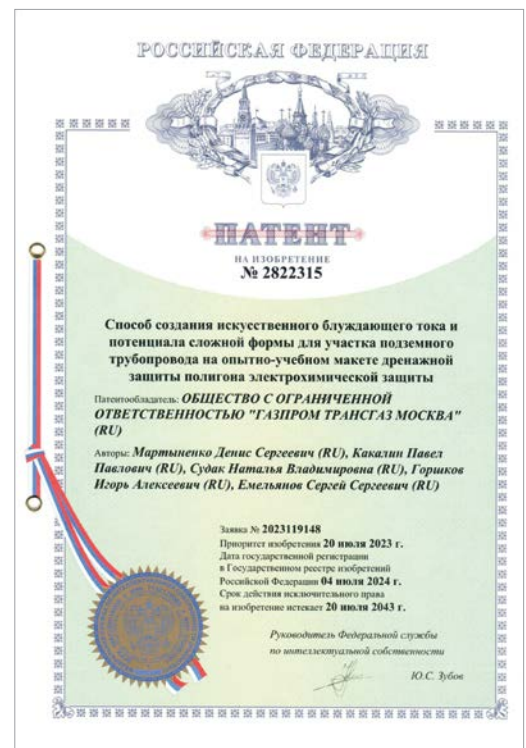 РОССИЙСКАЯ ФЕДЕРАЦИЯ
ПАТЕНТ
НА ИЗОБРЕТЕНИЕ
№ 2822315
Способ создания искусственного блуждающего тока и
потенциала сложной формы для участка подземного
трубопровода на опытно-учебном макете дренажной
защиты полигона электрохимической защиты
Патентообладатель: ОБЩЕСТВО С ОГРАНИЧЕННОЙ
ОТВЕТСТВЕННОСТЬЮ "ГАЗПРОМ ТРАНСГАЗ МОСКВА"
(RU)
Авторы: Мартыненко Денис Сергеевич (RU), Какалин Павел
Павлович (RU), Судак Наталья Владимировна (RU), Горшков
Игорь Алексеевич (RU), Емельянов Сергей Сергеевич (RU)
Заявка № 2023119148
Приоритет изобретения 20 июля 2023 г.
Дата государственной регистрации
в Государственном реестре изобретений
Российской Федерации 04 июля 2024 г.
Срок действия исключительного права
на изобретение истекает 20 июля 2043 г.
Руководитель Федеральной службы
по интеллектуальной собственности
Ю.С. Зубов